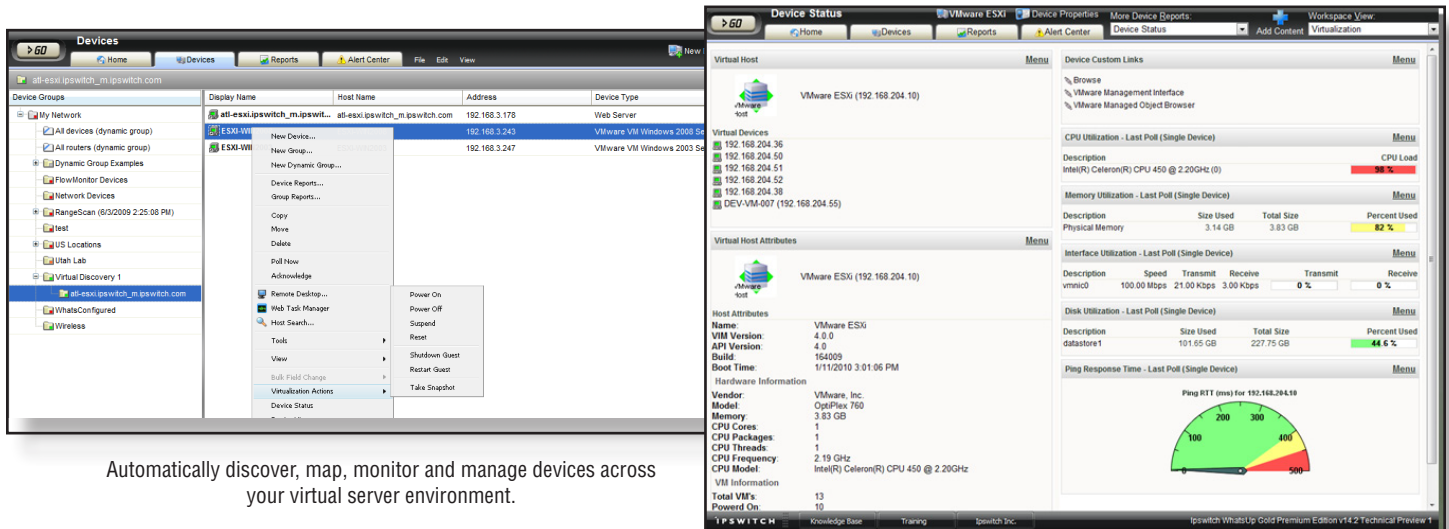 Devices
> GO
Home
Devices
Reports
Alert Center
File Edit View
New
atl-esxi.ipswitch_m.ipswitch.com
Device Groups
My Network
All devices (dynamic group)
All routers (dynamic group)
Dynamic Group Examples
FlowMonitor Devices
Network Devices
RangeScan (6/3/2009 2:25:08 PM)
test
US Locations
Utah Lab
Virtual Discovery 1
atl-esxi.ipswitch_m.ipswitch.com
WhatsConfigured
Wireless
Display Name Host Name Address Device Type
atl-esxi.ipswitch_m.ipswit... atl-esxi.ipswitch_m.ipswitch.com 192.168.3.178 Web Server
ESXI-WI 192.168.3.243 VMware VM Windows 2008 Se
ESXI-WI 192.168.3.247 VMware VM Windows 2003 Se
New Device...
New Group...
New Dynamic Group...
Device Reports...
Group Reports...
Copy
Move
Delete
Poll Now
Acknowledge
Remote Desktop...
Web Task Manager
Host Search...
Tools
View
Bulk Field Change
Virtualization Actions
Device Status
Power On
Power Off
Suspend
Reset
Shutdown Guest
Restart Guest
Take Snapshot
Automatically discover, map, monitor and manage devices across
your virtual server environment.
Device Status
> GO
VMware ESXi
Device Properties
More Device Reports:
Device Status
Add Content
Workspace View:
Virtualization
Home
Devices
Reports
Alert Center
Virtual Host Menu
VMware Host
VMware ESXi (192.168.204.10)
Virtual Devices
192.168.204.36
192.168.204.50
192.168.204.51
192.168.204.52
192.168.204.38
DEV-VM-007 (192.168.204.55)
Virtual Host Attributes Menu
VMware Host
VMware ESXi (192.168.204.10)
Host Attributes
Name: VMware ESXi
VIM Version: 4.0.0
API Version: 4.0
Build: 164009
Boot Time: 1/11/2010 3:01:06 PM
Hardware Information
Vendor: VMware, Inc.
Model: OptiPlex 760
Memory: 3.83 GB
CPU Cores: 1
CPU Packages: 1
CPU Threads: 1
CPU Frequency: 2.19 GHz
CPU Model: Intel(R) Celeron(R) CPU 450 @ 2.20GHz
VM Information
Total VM's: 13
Powerd On: 10
Device Custom Links Menu
Browse
VMware Management Interface
VMware Managed Object Browser
CPU Utilization - Last Poll (Single Device) Menu
Description CPU Load
Intel(R) Celeron(R) CPU 450 @ 2.20GHz (0) 98 %
Memory Utilization - Last Poll (Single Device) Menu
Description Size Used Total Size Percent Used
Physical Memory 3.14 GB 3.83 GB 82 %
Interface Utilization - Last Poll (Single Device) Menu
Description Speed Transmit Receive Transmit Receive
vmnic0 100.00 Mbps 21.00 Kbps 3.00 Kbps 0 % 0 %
Disk Utilization - Last Poll (Single Device) Menu
Description Size Used Total Size Percent Used
datastore1 101.65 GB 227.75 GB 44.6 %
Ping Response Time - Last Poll (Single Device) Menu
Ping RTT (ms) for 192.168.204.10
0 100 200 300 400 500
IPSWITCH Knowledge Base Training Ipswitch Inc. Ipswitch WhatsUp Gold Premium Edition v14.2 Technical Preview 1